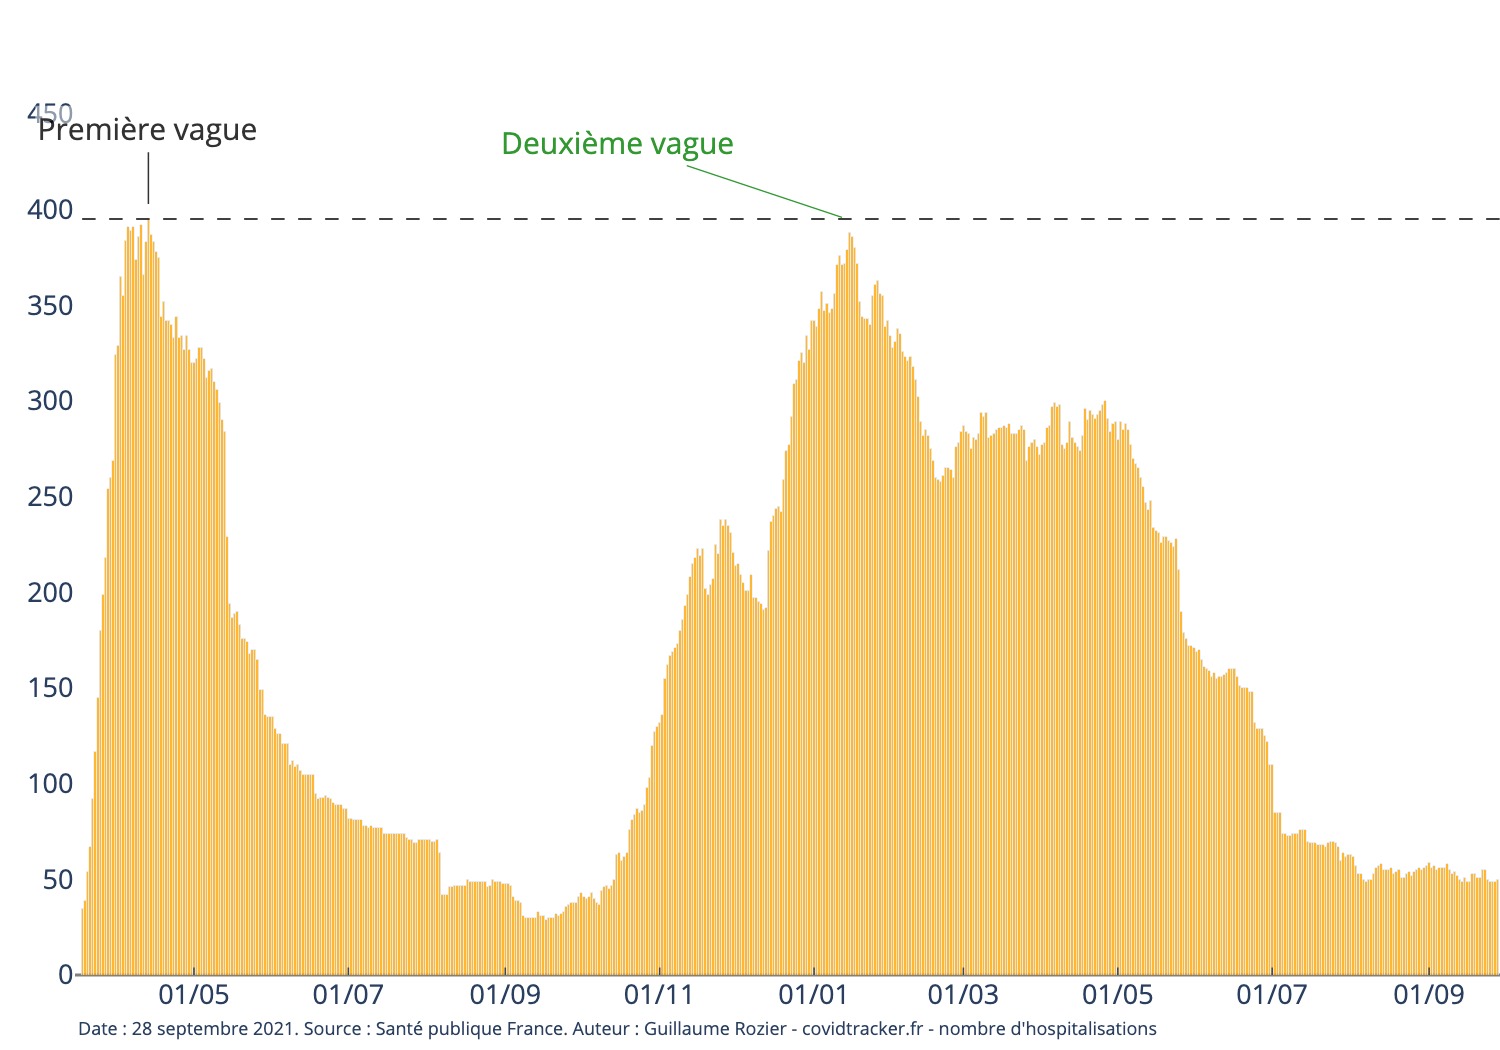 450
Première vague
Deuxième vague
400
350
300
250
200
150
100
50
0
01/05 01/07 01/09 01/11 01/01 01/03 01/05 01/07 01/09
Date : 28 septembre 2021. Source : Santé publique France. Auteur : Guillaume Rozier - covidtracker.fr - nombre d'hospitalisations